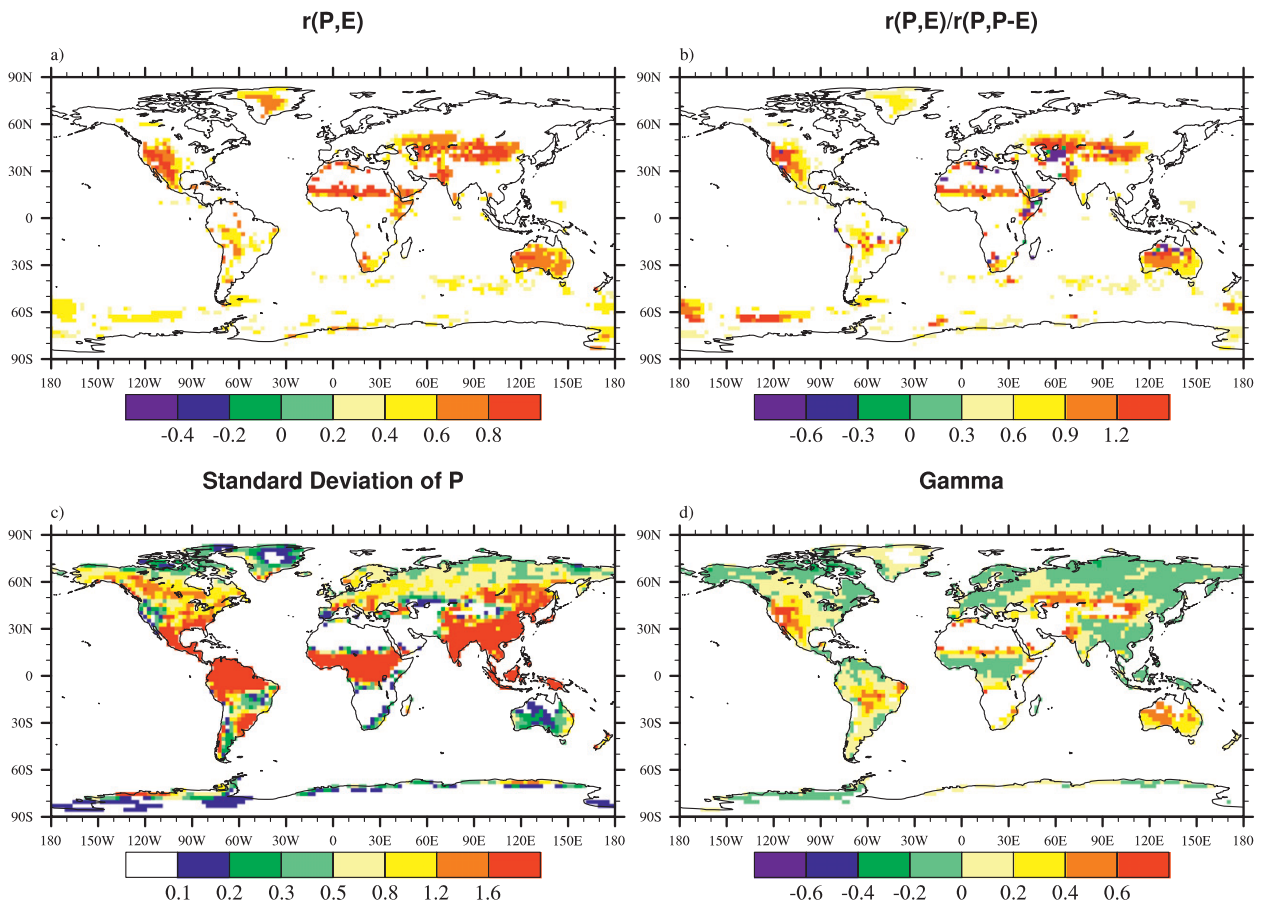 r(P,E)
r(P,E)/r(P,P-E)
a)
b)
90N
60N
30N
0
30S
60S
90S
90N
60N
30N
0
30S
60S
90S
180 150W 120W 90W 60W 30W 0 30E 60E 90E 120E 150E 180
180 150W 120W 90W 60W 30W 0 30E 60E 90E 120E 150E 180
-0.4 -0.2 0 0.2 0.4 0.6 0.8
-0.6 -0.3 0 0.3 0.6 0.9 1.2
Standard Deviation of P
Gamma
c)
d)
90N
60N
30N
0
30S
60S
90S
90N
60N
30N
0
30S
60S
90S
180 150W 120W 90W 60W 30W 0 30E 60E 90E 120E 150E 180
180 150W 120W 90W 60W 30W 0 30E 60E 90E 120E 150E 180
0.1 0.2 0.3 0.5 0.8 1.2 1.6
-0.6 -0.4 -0.2 0 0.2 0.4 0.6